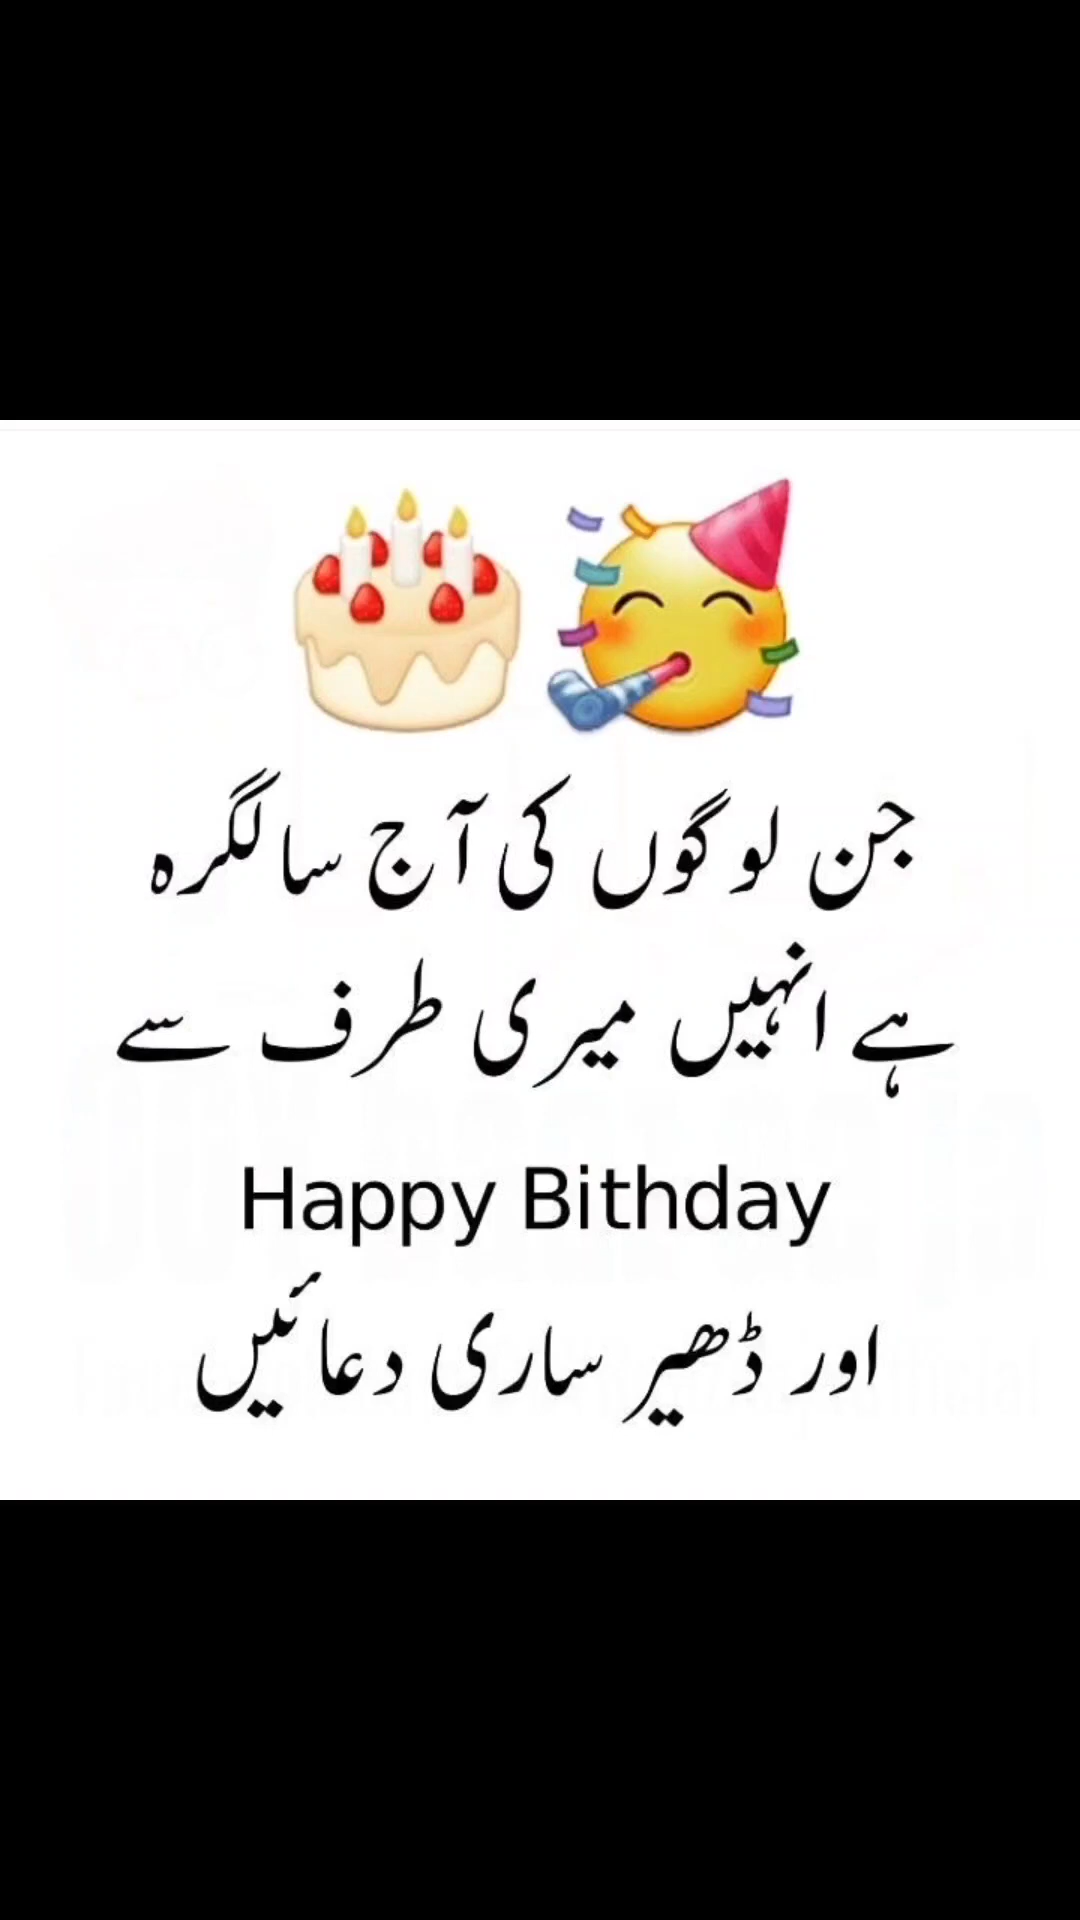 جن لوگوں کی آج سالگرہ
ہے انہیں میری طرف سے
Happy Bithday
اور ڈھیر ساری دعائیں